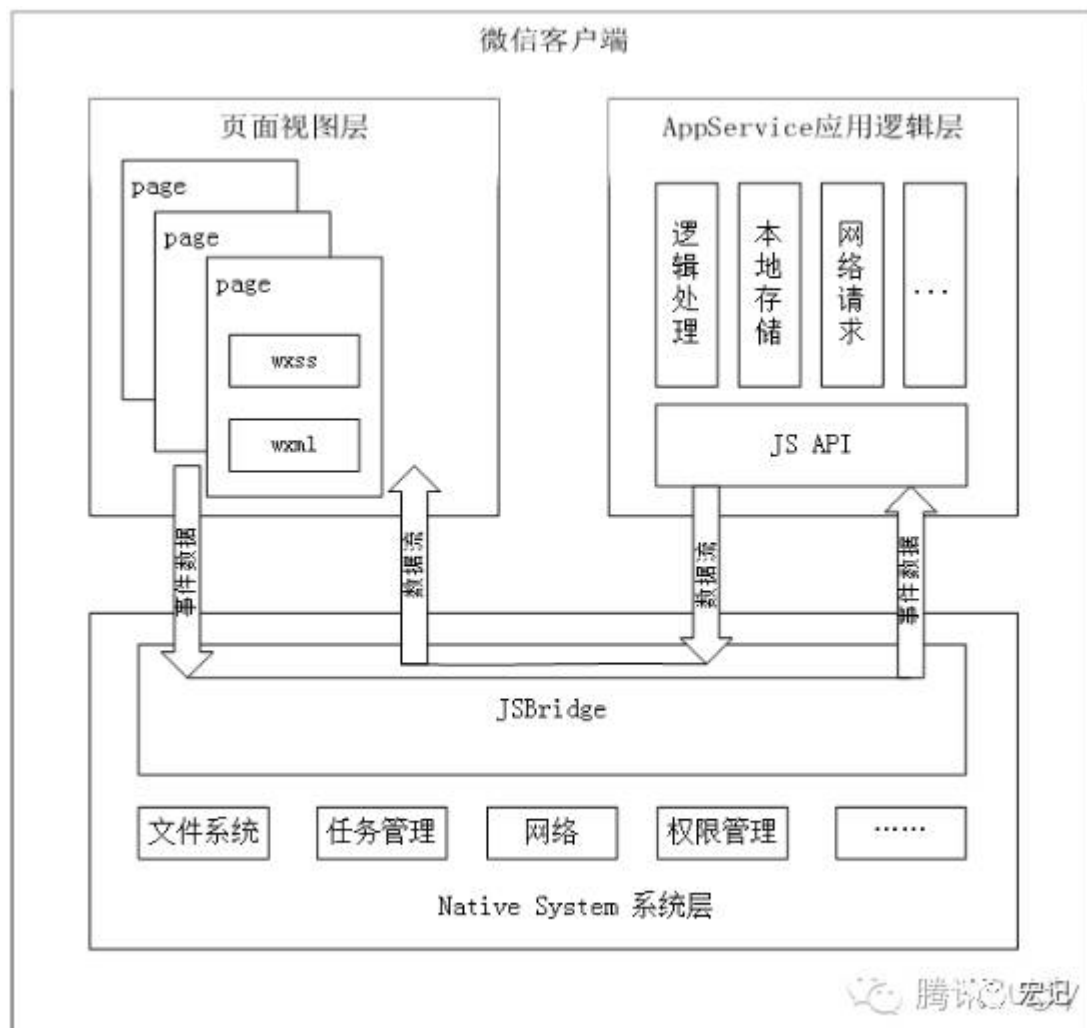 微信客户端
页面视图层
page
page
page
wxss
wxml
AppService应用逻辑层
逻辑处理
本地存储
网络请求
...
JS API
事件数据
数据流
数据流
事件数据
JSBridge
文件系统
任务管理
网络
权限管理
……
Native System 系统层
腾讯
宏记